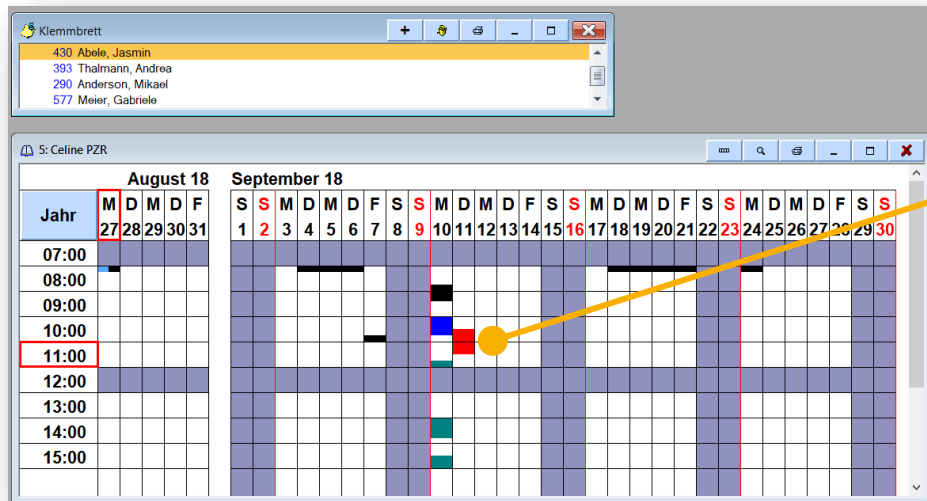 Klemmbrett
430 Abele, Jasmin
393 Thalmann, Andrea
290 Anderson, Mikael
577 Meier, Gabriele
5: Celine PZR
August 18 September 18
Jahr M D M D F S S M D M D F S S M D M D F S S M D M D F S S M D M D F S S
27 28 29 30 31 1 2 3 4 5 6 7 8 9 10 11 12 13 14 15 16 17 18 19 20 21 22 23 24 25 26 27 28 29 30
07:00
08:00
09:00
10:00
11:00
12:00
13:00
14:00
15:00